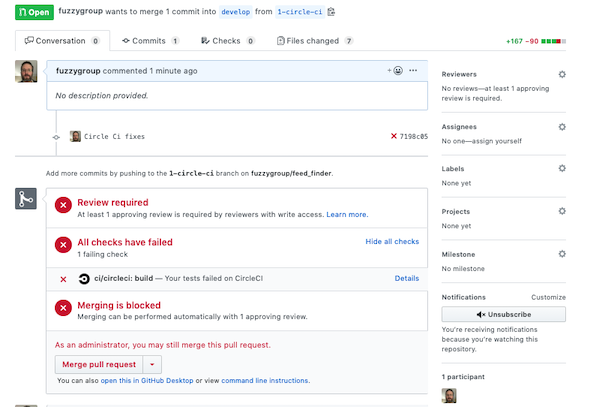 Open fuzzygroup wants to merge 1 commit into develop from 1-circle-ci
Conversation 0 Commits 1 Checks 0 Files changed 7 +167 −90
fuzzygroup commented 1 minute ago
No description provided.
Circle Ci fixes 7198c05
Add more commits by pushing to the 1-circle-ci branch on fuzzygroup/feed_finder.
Review required
At least 1 approving review is required by reviewers with write access. Learn more.
All checks have failed Hide all checks
1 failing check
ci/circleci: build — Your tests failed on CircleCI Details
Merging is blocked
Merging can be performed automatically with 1 approving review.
As an administrator, you may still merge this pull request.
Merge pull request
You can also open this in GitHub Desktop or view command line instructions.
Reviewers
No reviews—at least 1 approving
review is required.
Assignees
No one—assign yourself
Labels
None yet
Projects
None yet
Milestone
No milestone
Notifications Customize
Unsubscribe
You're receiving notifications
because you're watching this
repository.
1 participant